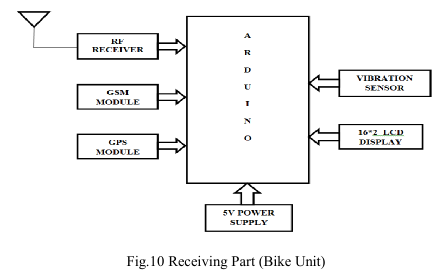 RF
RECEIVER
GSM
MODULE
GPS
MODULE
A
R
D
U
I
N
O
VIBRATION
SENSOR
16*2 LCD
DISPLAY
5V POWER
SUPPLY
Fig.10 Receiving Part (Bike Unit)